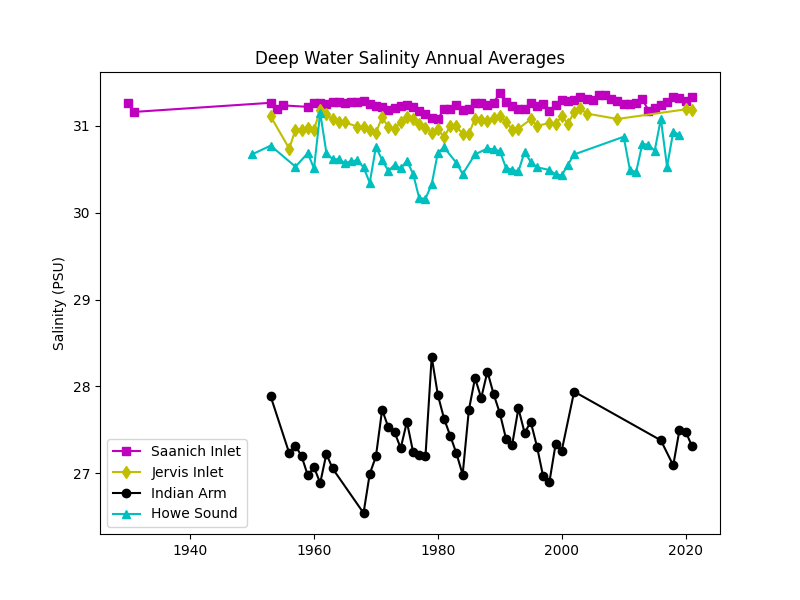 Deep Water Salinity Annual Averages
Salinity (PSU)
31
30
29
28
27
Saanich Inlet
Jervis Inlet
Indian Arm
Howe Sound
1940 1960 1980 2000 2020